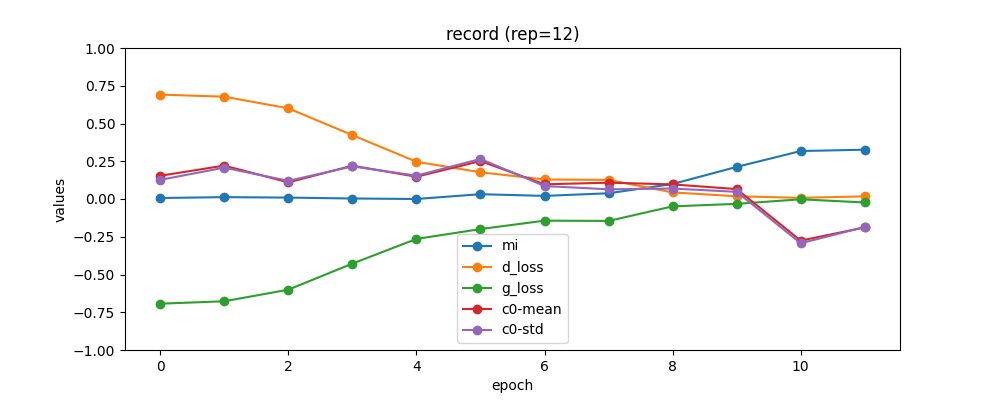 record (rep=12)
values
1.00
0.75
0.50
0.25
0.00
−0.25
−0.50
−0.75
−1.00
mi
d_loss
g_loss
c0-mean
c0-std
0 2 4 6 8 10
epoch